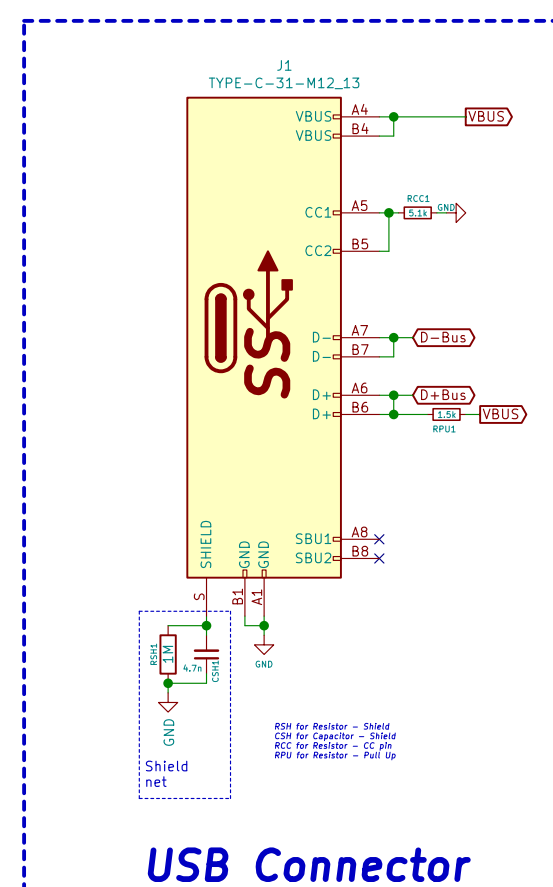 J1
TYPE-C-31-M12_13
VBUS A4 VBUS
VBUS B4
RCC1
CC1 A5 5.1k GND
CC2 B5
D- A7 D-Bus
D- B7
D+ A6 D+Bus
D+ B6 1.5k VBUS
RPU1
SS
SBU1 A8
SBU2 B8
SHIELD GND GND
S B1 A1
RSH1 1M 4.7n CSH1
GND
GND
Shield
net
RSH for Resistor - Shield
CSH for Capacitor - Shield
RCC for Resistor - CC pin
RPU for Resistor - Pull Up
USB Connector